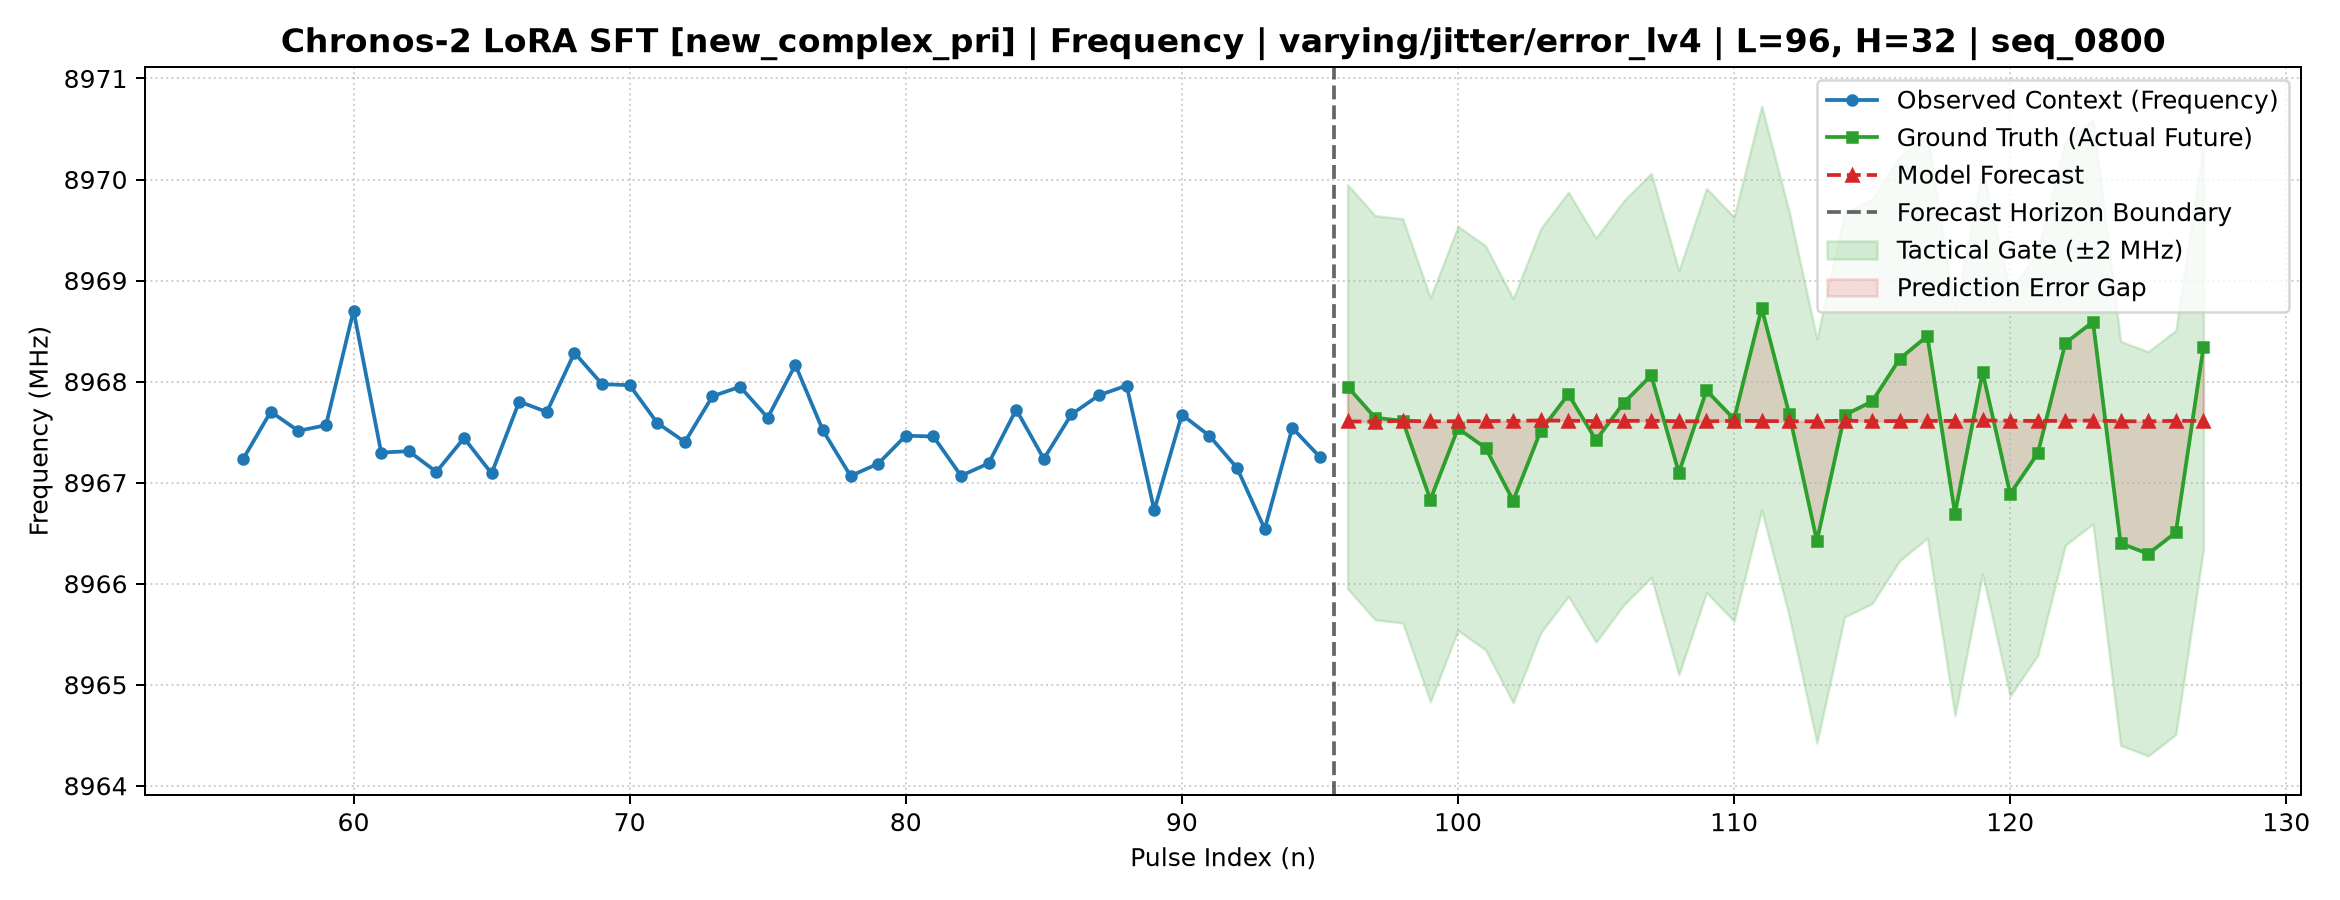 Chronos-2 LoRA SFT [new_complex_pri] | Frequency | varying/jitter/error_lv4 | L=96, H=32 | seq_0800
Frequency (MHz)
8971
8970
8969
8968
8967
8966
8965
8964
Observed Context (Frequency)
Ground Truth (Actual Future)
Model Forecast
Forecast Horizon Boundary
Tactical Gate (±2 MHz)
Prediction Error Gap
60 70 80 90 100 110 120 130
Pulse Index (n)